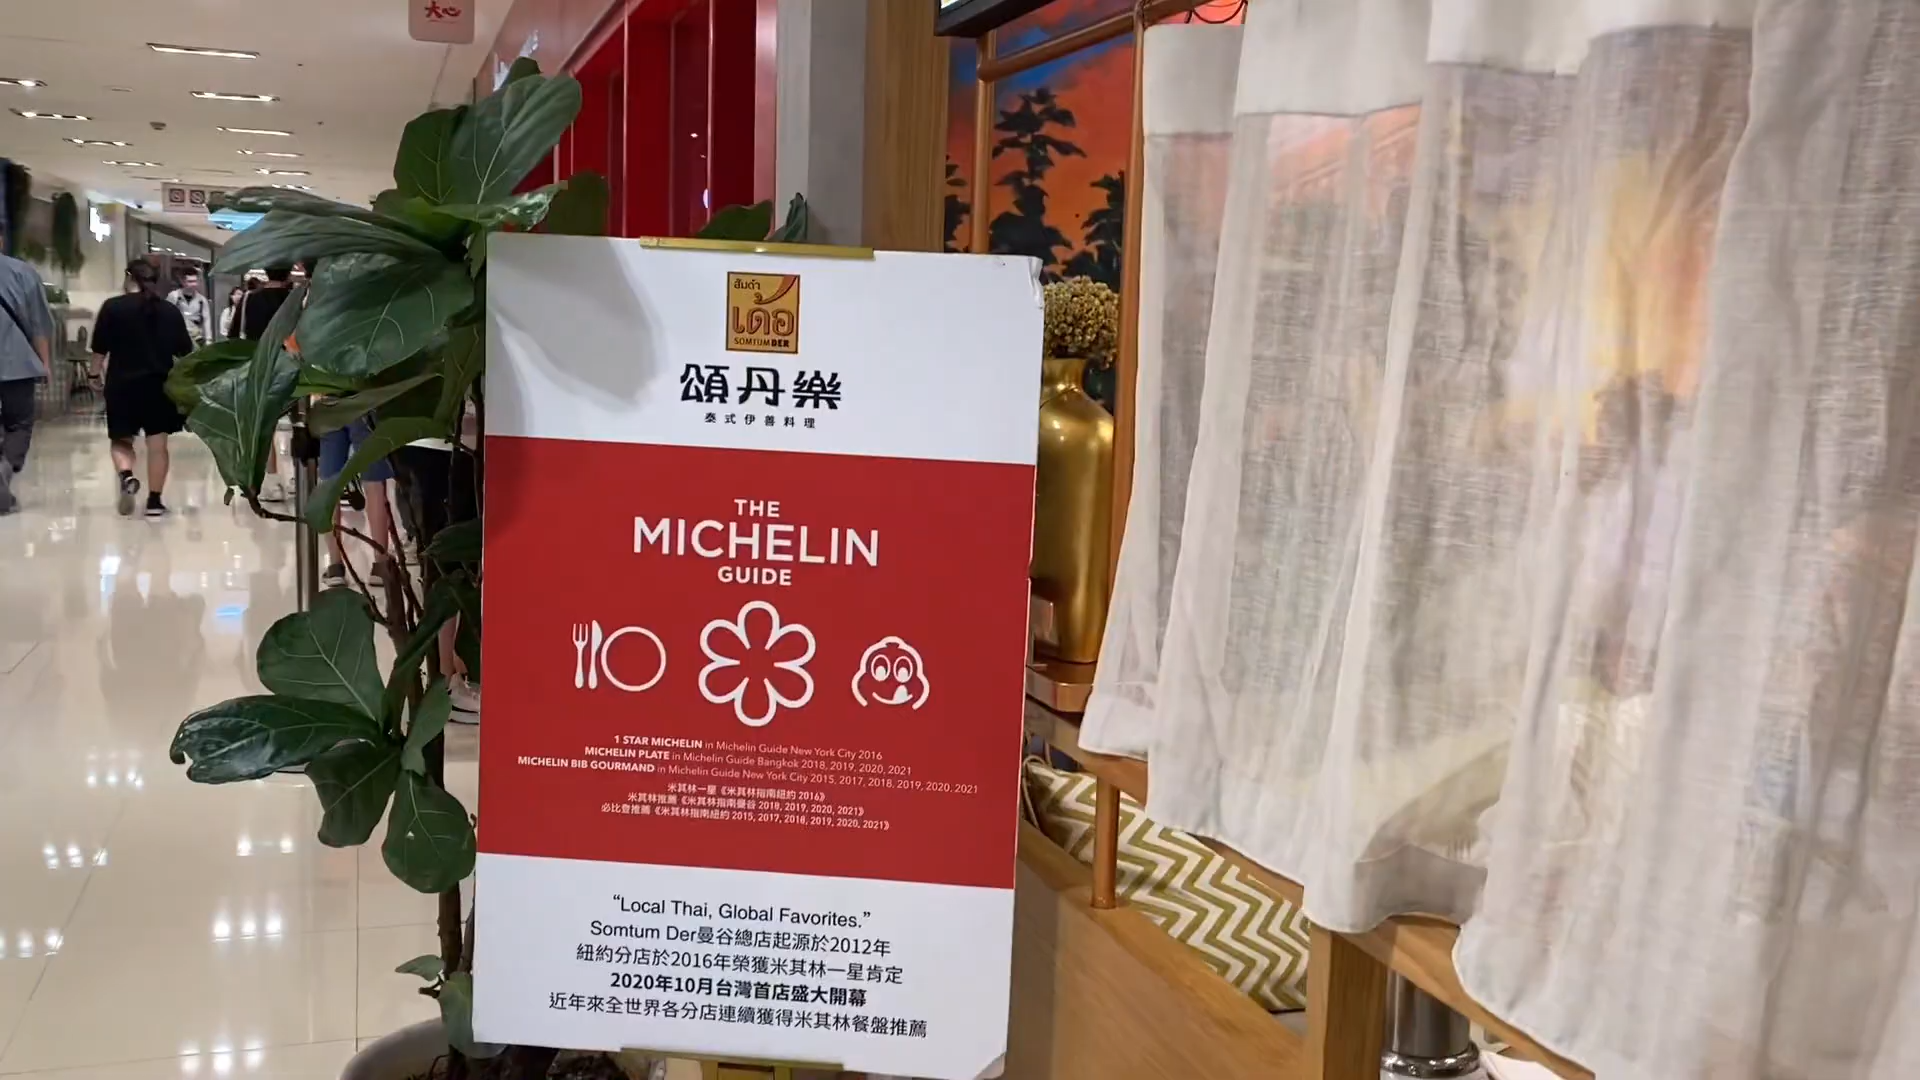 大心
ส้มตำ
เด้อ
SOMTUM DER
頌丹樂
泰式伊善料理
THE
MICHELIN
GUIDE
1 STAR MICHELIN in Michelin Guide New York City 2016
MICHELIN PLATE in Michelin Guide Bangkok 2018, 2019, 2020, 2021
MICHELIN BIB GOURMAND in Michelin Guide New York City 2015, 2017, 2018, 2019, 2020, 2021
米其林一星《米其林指南紐約 2016》
米其林推薦《米其林指南曼谷 2018, 2019, 2020, 2021》
必比登推薦《米其林指南紐約 2015, 2017, 2018, 2019, 2020, 2021》
“Local Thai, Global Favorites.”
Somtum Der曼谷總店起源於2012年
紐約分店於2016年榮獲米其林一星肯定
2020年10月台灣首店盛大開幕
近年來全世界各分店連續獲得米其林餐盤推薦